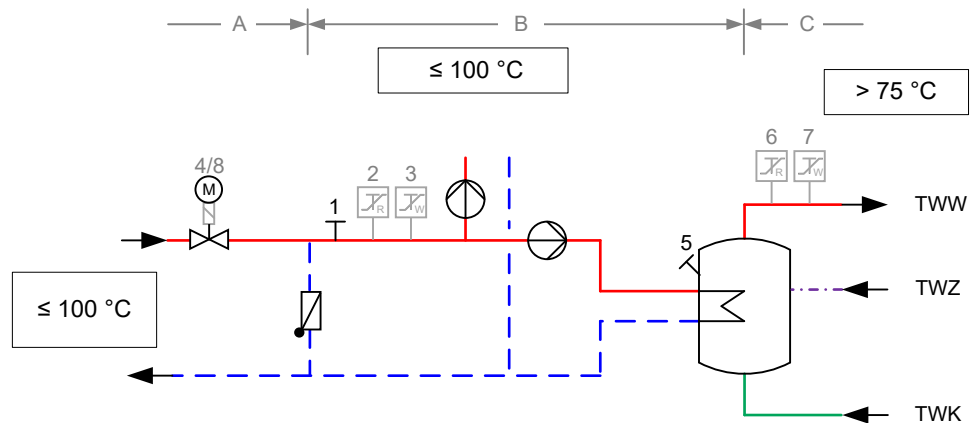 A B C
≤ 100 °C
> 75 °C
6 7
4/8
M
2 3
R W
R W
1
TWW
5
≤ 100 °C
TWZ
TWK